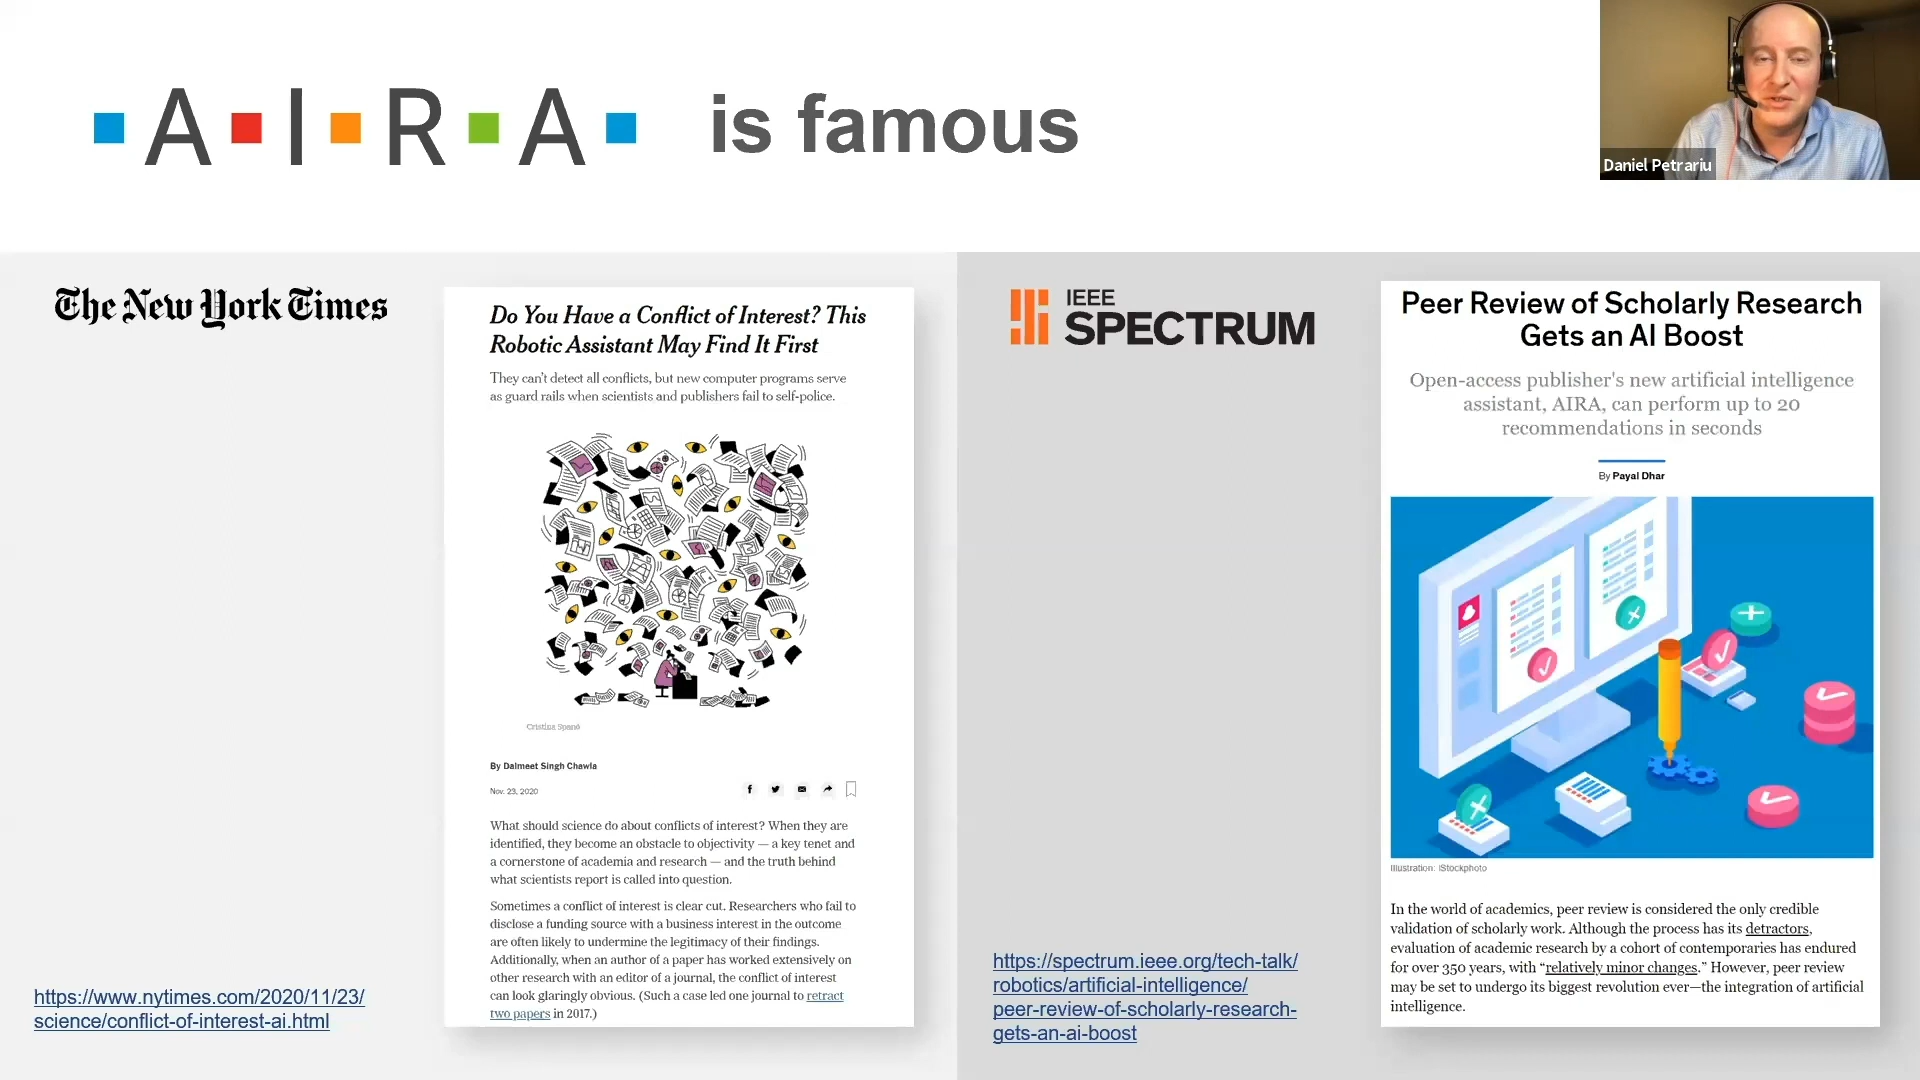 A I R A is famous
Daniel Petrariu
The New York Times
Do You Have a Conflict of Interest? This
Robotic Assistant May Find It First
They can't detect all conflicts, but new computer programs serve
as guard rails when scientists and publishers fail to self-police.
Cristina Spanò
By Dalmeet Singh Chawla
Nov. 23, 2020
What should science do about conflicts of interest? When they are
identified, they become an obstacle to objectivity — a key tenet and
a cornerstone of academia and research — and the truth behind
what scientists report is called into question.
Sometimes a conflict of interest is clear cut. Researchers who fail to
disclose a funding source with a business interest in the outcome
are often likely to undermine the legitimacy of their findings.
Additionally, when an author of a paper has worked extensively on
other research with an editor of a journal, the conflict of interest
can look glaringly obvious. (Such a case led one journal to retract
two papers in 2017.)
https://www.nytimes.com/2020/11/23/
science/conflict-of-interest-ai.html
IEEE
SPECTRUM
Peer Review of Scholarly Research
Gets an AI Boost
Open-access publisher's new artificial intelligence
assistant, AIRA, can perform up to 20
recommendations in seconds
By Payal Dhar
Illustration: iStockphoto
In the world of academics, peer review is considered the only credible
validation of scholarly work. Although the process has its detractors,
evaluation of academic research by a cohort of contemporaries has endured
for over 350 years, with “relatively minor changes.” However, peer review
may be set to undergo its biggest revolution ever—the integration of artificial
intelligence.
https://spectrum.ieee.org/tech-talk/
robotics/artificial-intelligence/
peer-review-of-scholarly-research-
gets-an-ai-boost